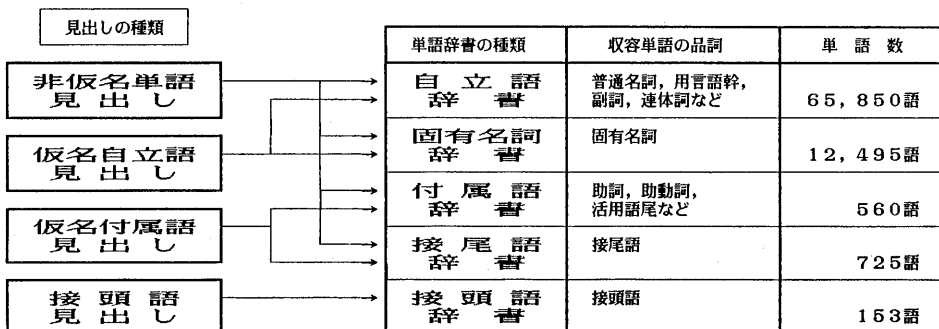 見出しの種類
非仮名単語
見出し
仮名自立語
見出し
仮名付属語
見出し
接頭語
見出し
単語辞書の種類 収容単語の品詞 単語数
自立語
辞書
普通名詞,用言語幹,
副詞,連体詞など
65,850語
固有名詞
辞書
固有名詞
12,495語
付属語
辞書
助詞,助動詞,
活用語尾など
560語
接尾語
辞書
接尾語
725語
接頭語
辞書
接頭語
153語